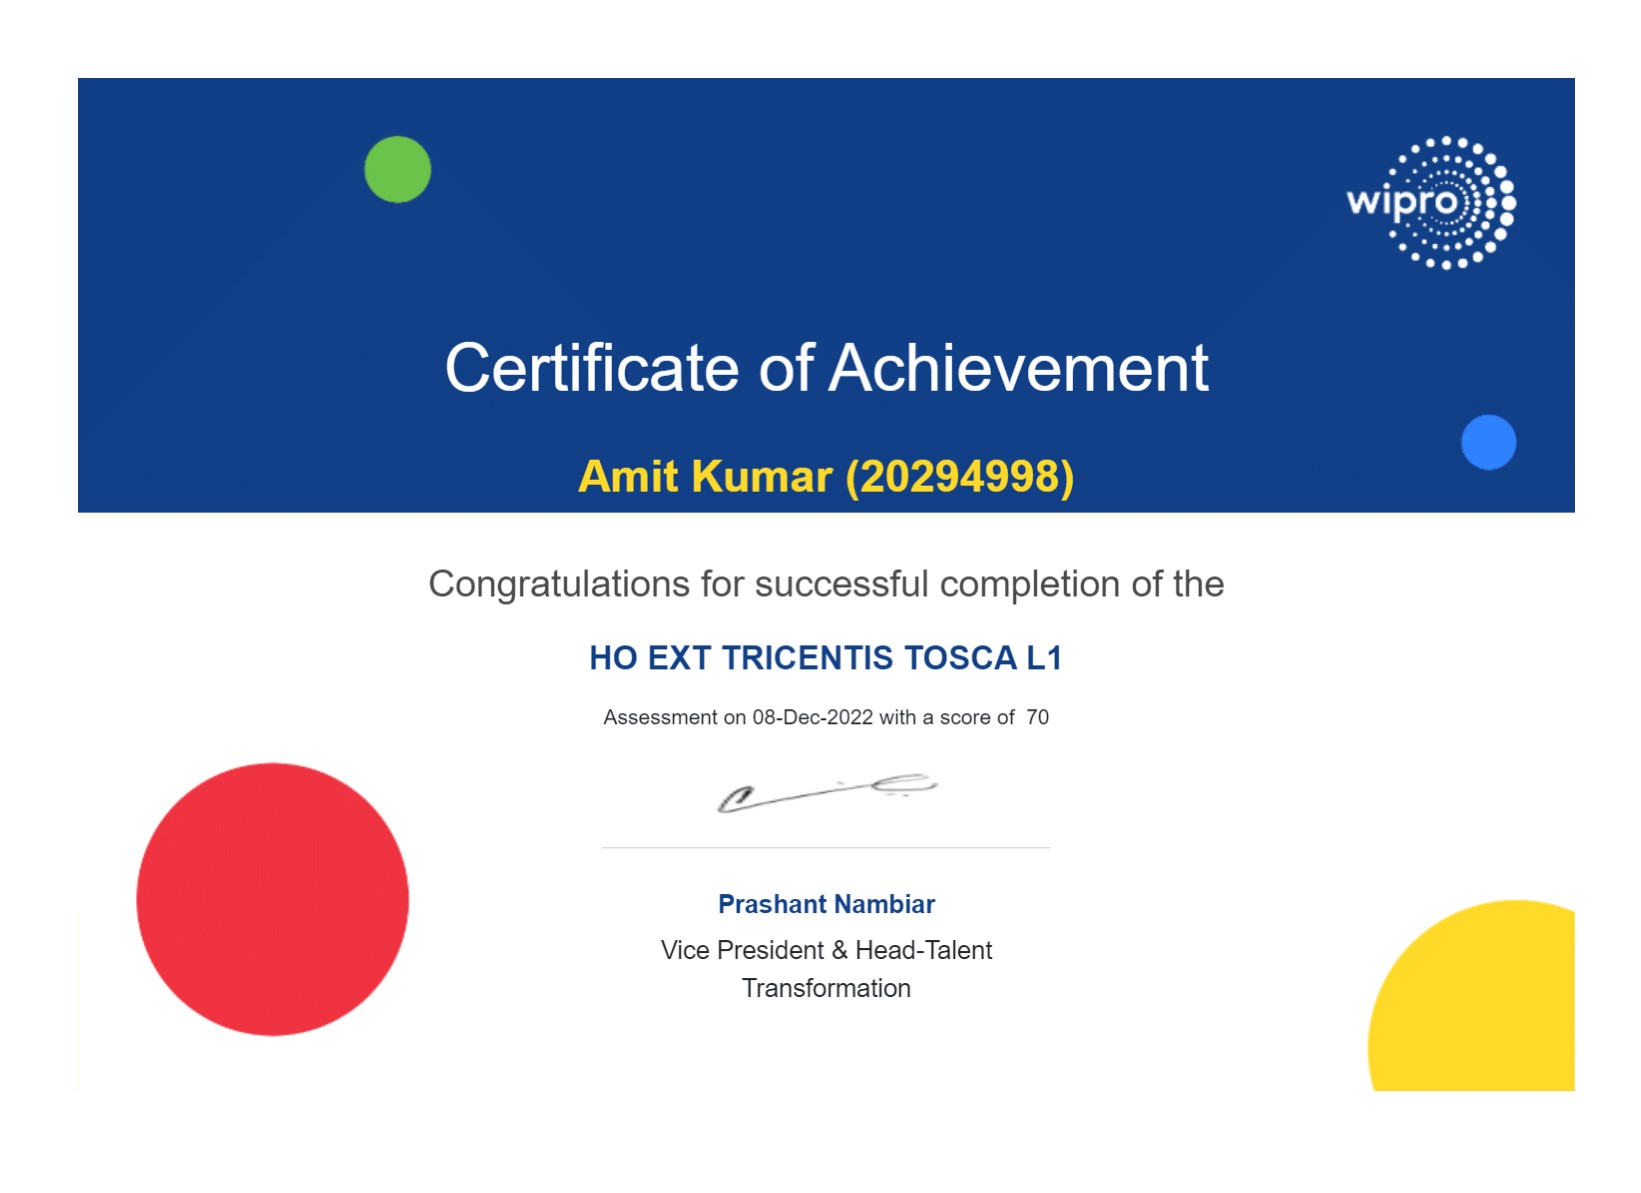 wipro
Certificate of Achievement
Amit Kumar (20294998)
Congratulations for successful completion of the
HO EXT TRICENTIS TOSCA L1
Assessment on 08-Dec-2022 with a score of  70
Prashant Nambiar
Vice President & Head-Talent
Transformation